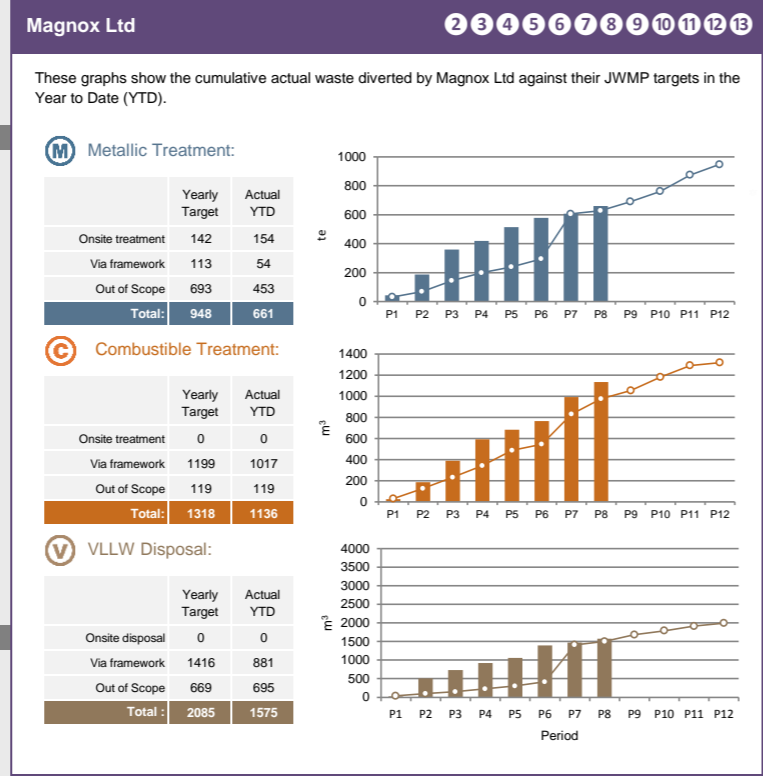 Magnox Ltd
2 3 4 5 6 7 8 9 10 11 12 13
These graphs show the cumulative actual waste diverted by Magnox Ltd against their JWMP targets in the
Year to Date (YTD).
M Metallic Treatment:
Yearly Target Actual YTD
Onsite treatment 142 154
Via framework 113 54
Out of Scope 693 453
Total: 948 661
1000
800
600
400
200
0
te
P1 P2 P3 P4 P5 P6 P7 P8 P9 P10 P11 P12
C Combustible Treatment:
Yearly Target Actual YTD
Onsite treatment 0 0
Via framework 1199 1017
Out of Scope 119 119
Total: 1318 1136
1400
1200
1000
800
600
400
200
0
m³
P1 P2 P3 P4 P5 P6 P7 P8 P9 P10 P11 P12
V VLLW Disposal:
Yearly Target Actual YTD
Onsite disposal 0 0
Via framework 1416 881
Out of Scope 669 695
Total : 2085 1575
4000
3500
3000
2500
2000
1500
1000
500
0
m³
P1 P2 P3 P4 P5 P6 P7 P8 P9 P10 P11 P12
Period